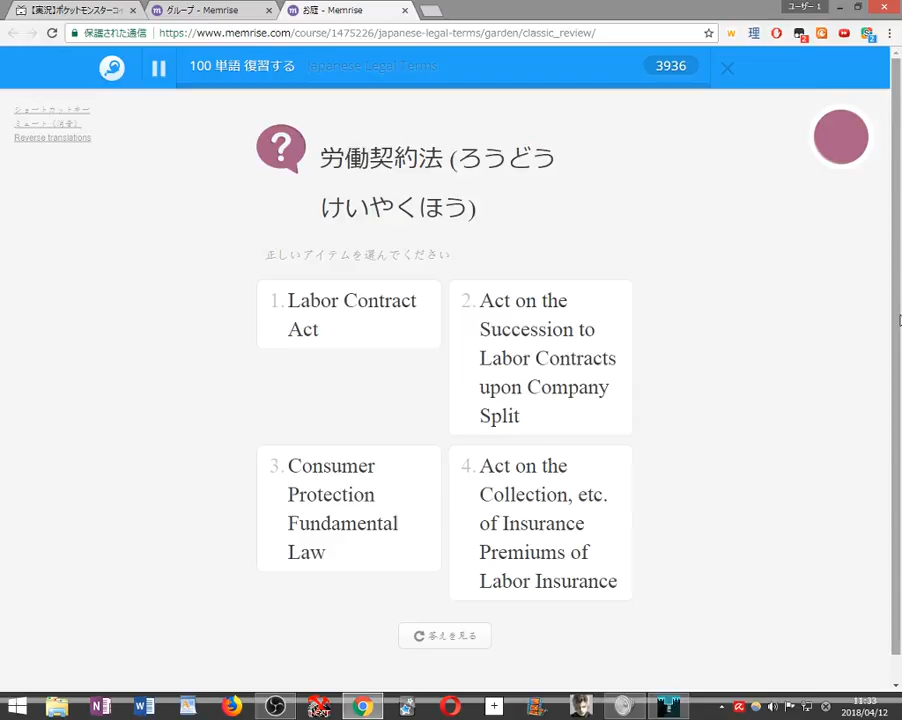 【実況】ポケットモンスターコ
グループ - Memrise
お庭 - Memrise
ユーザー 1
保護された通信
https://www.memrise.com/course/1475226/japanese-legal-terms/garden/classic_review/
100 単語 復習する
Japanese Legal Terms
3936
ショートカットキー
ミュート (消音)
Reverse translations
労働契約法 (ろうどう
けいやくほう)
正しいアイテムを選んでください
1. Labor Contract
Act
2. Act on the
Succession to
Labor Contracts
upon Company
Split
3. Consumer
Protection
Fundamental
Law
4. Act on the
Collection, etc.
of Insurance
Premiums of
Labor Insurance
答えを見る
11:33
2018/04/12